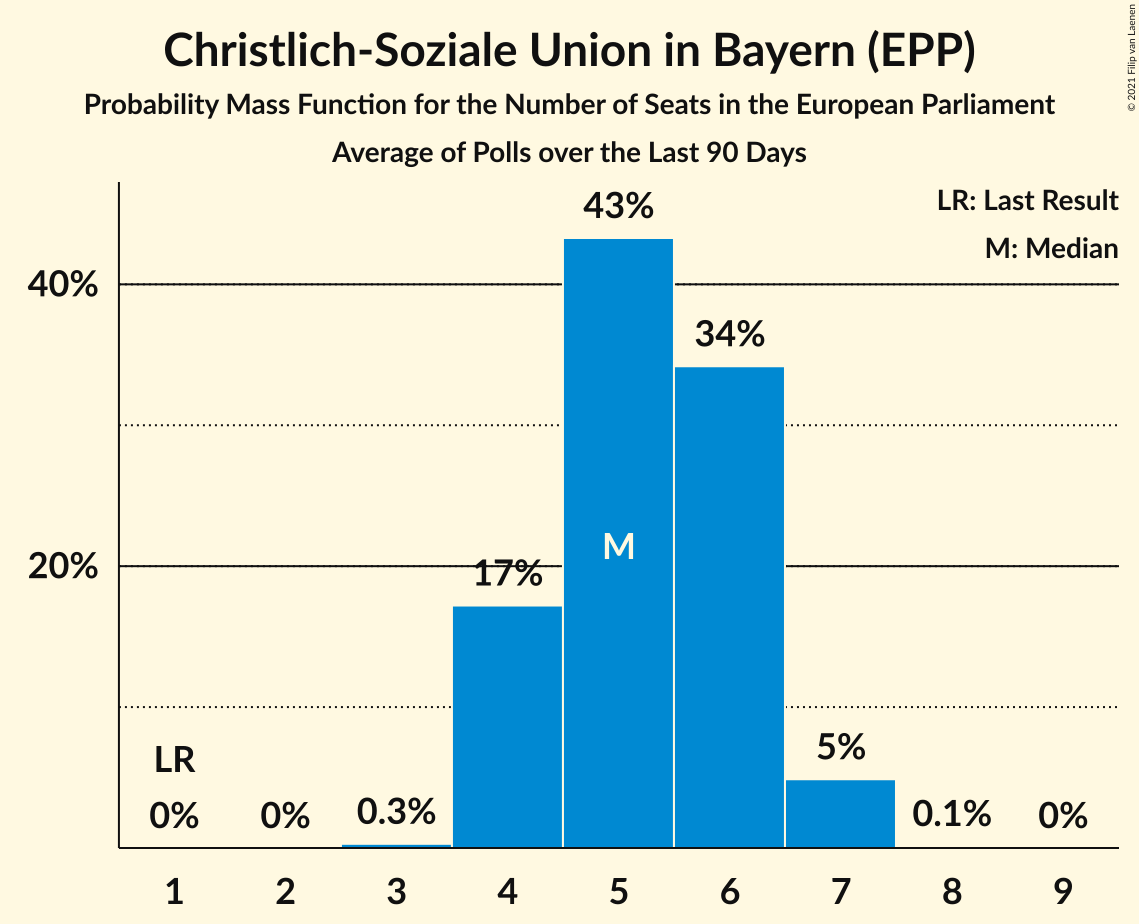 Christlich-Soziale Union in Bayern (EPP)
Probability Mass Function for the Number of Seats in the European Parliament
Average of Polls over the Last 90 Days
© 2021 Filip van Laenen
LR: Last Result
M: Median
43%
40%
34%
M
20%
17%
LR
5%
0%
0%
0.3%
0.1%
0%
1 2 3 4 5 6 7 8 9